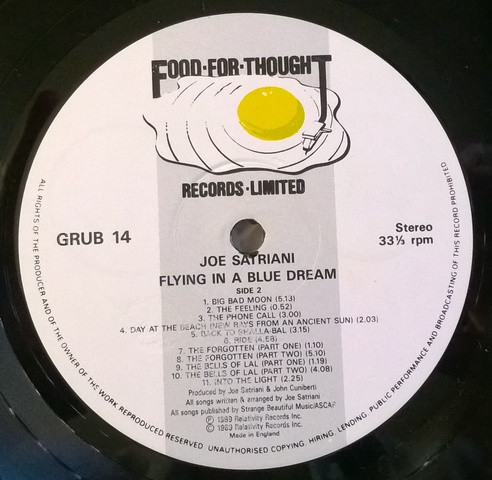 FOOD·FOR·THOUGHT
RECORDS·LIMITED
GRUB 14
Stereo
33⅓ rpm
JOE SATRIANI
FLYING IN A BLUE DREAM
SIDE 2
1. BIG BAD MOON (5.13)
2. THE FEELING (0.52)
3. THE PHONE CALL (3.00)
4. DAY AT THE BEACH (NEW RAYS FROM AN ANCIENT SUN) (2.03)
5. BACK TO SHALLA-BAL (3.15)
6. RIDE (4.58)
7. THE FORGOTTEN (PART ONE) (1.10)
8. THE FORGOTTEN (PART TWO) (5.10)
9. THE BELLS OF LAL (PART ONE) (1.19)
10. THE BELLS OF LAL (PART TWO) (4.08)
11. INTO THE LIGHT (2.25)
Produced by Joe Satriani & John Cuniberti
All songs written & arranged by Joe Satriani
All songs published by Strange Beautiful Music/ASCAP
℗ 1989 Relativity Records Inc.
© 1989 Relativity Records Inc.
Made in England
ALL RIGHTS OF THE PRODUCER AND OF THE OWNER OF THE WORK REPRODUCED RESERVED. UNAUTHORISED COPYING, HIRING, LENDING, PUBLIC PERFORMANCE AND BROADCASTING OF THIS RECORD PROHIBITED